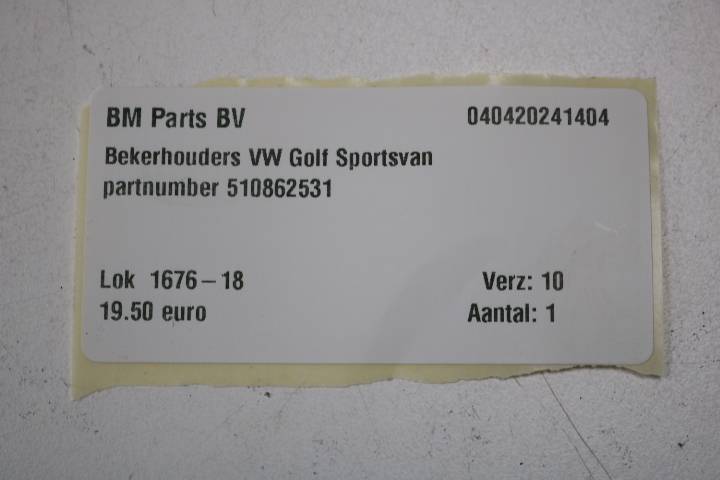 BM Parts BV 040420241404
Bekerhouders VW Golf Sportsvan
partnumber 510862531
Lok 1676-18 Verz: 10
19.50 euro Aantal: 1